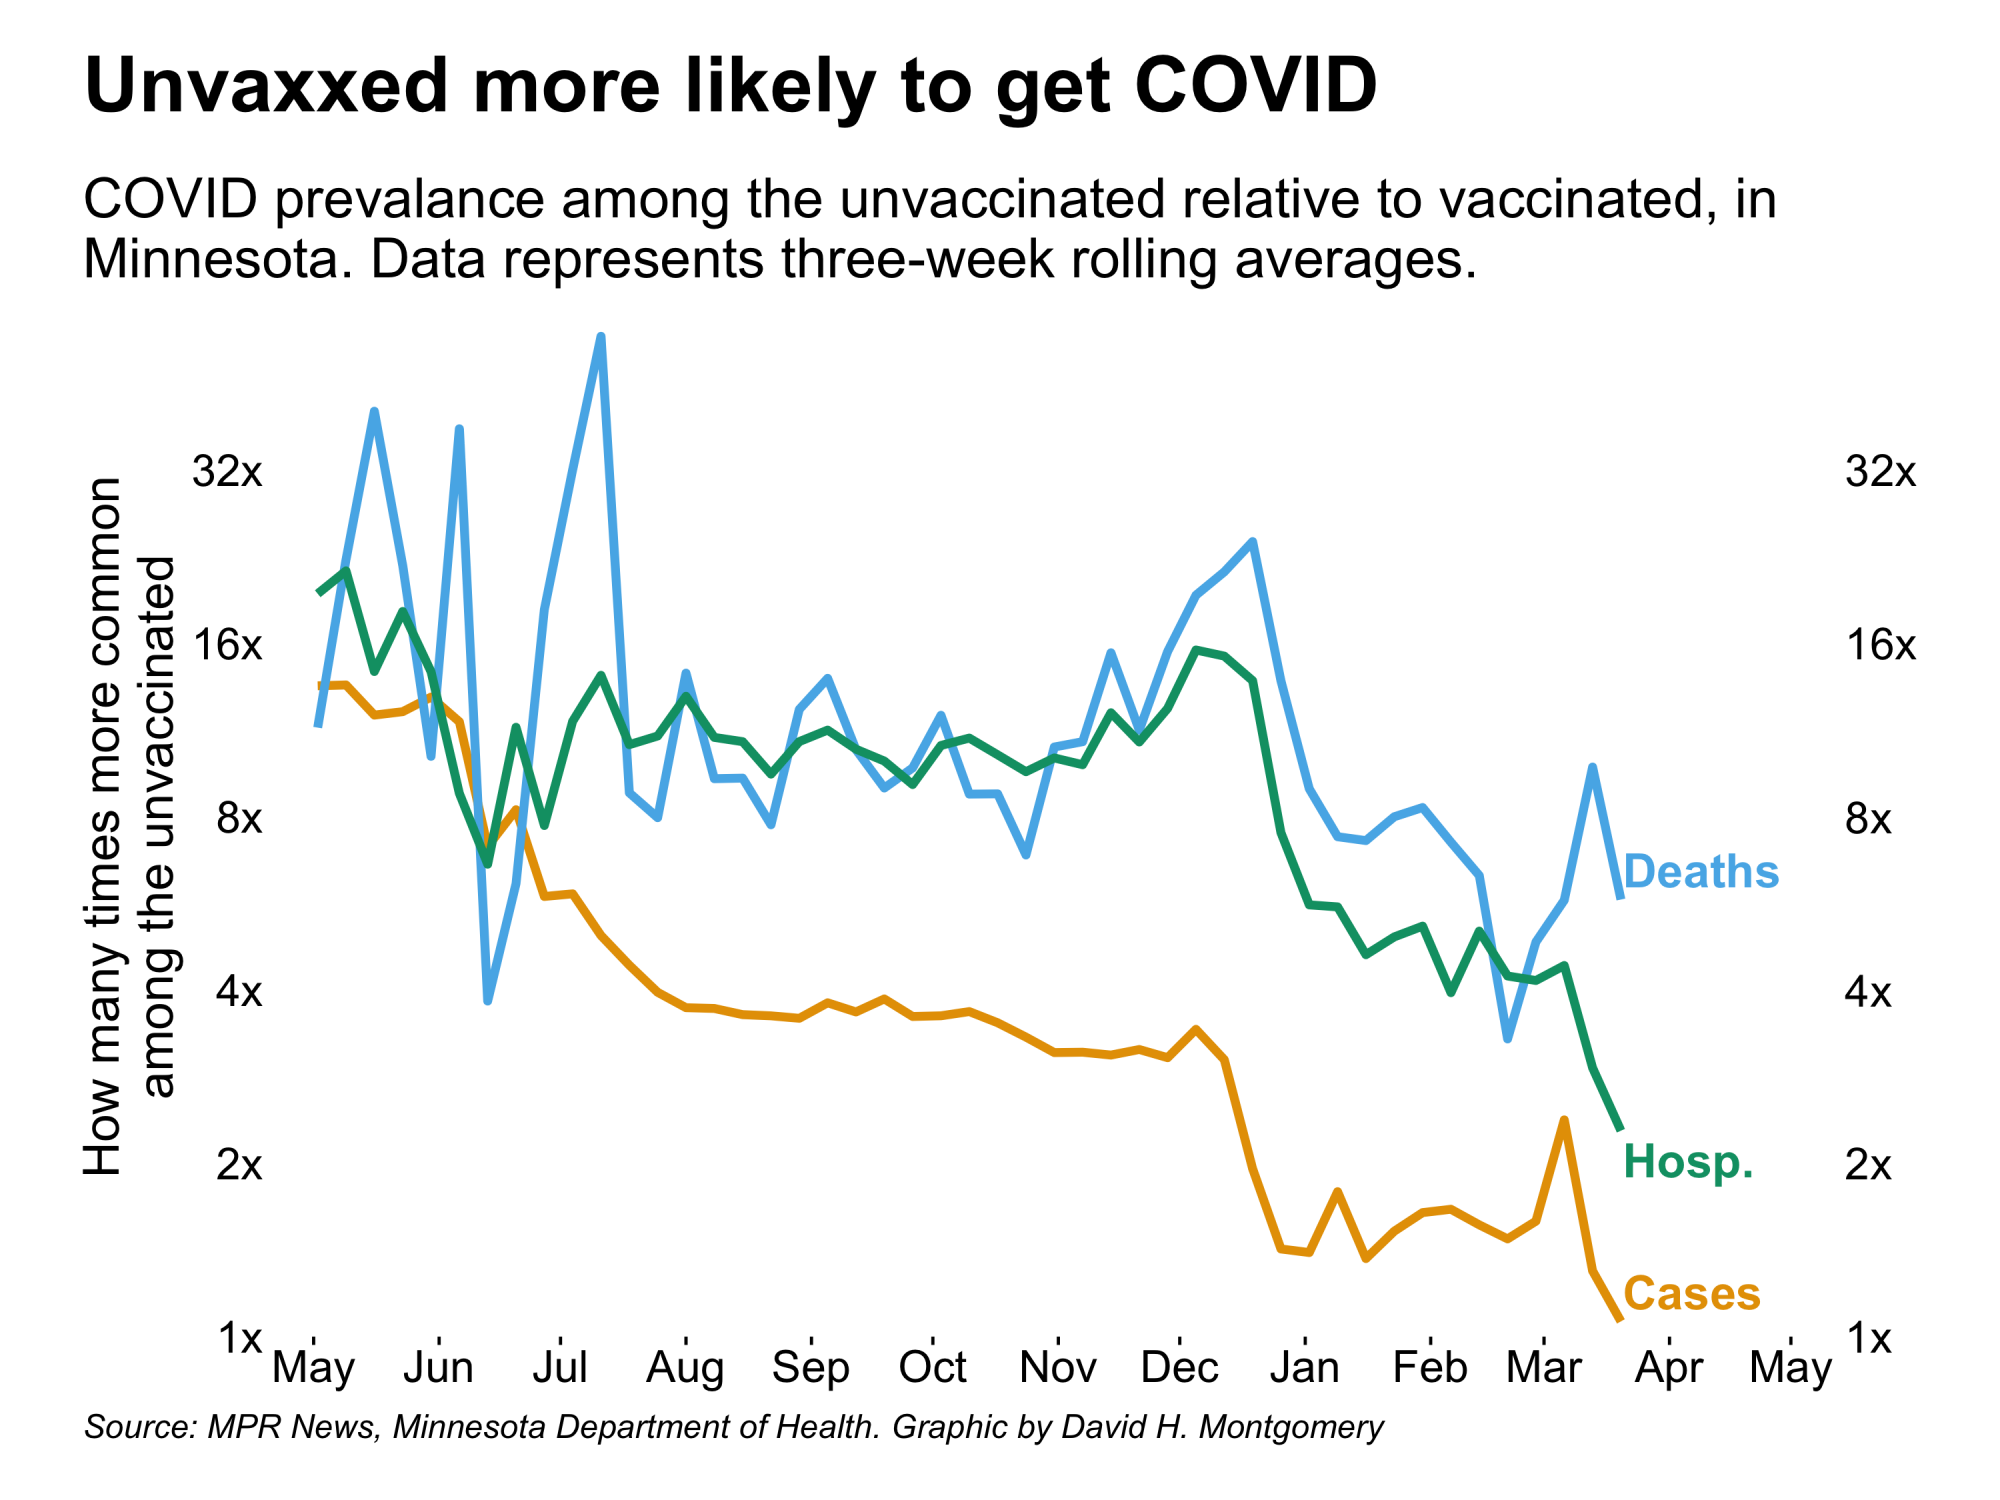 Unvaxxed more likely to get COVID
COVID prevalance among the unvaccinated relative to vaccinated, in
Minnesota. Data represents three-week rolling averages.
How many times more common
among the unvaccinated
32x
16x
8x
4x
2x
1x
32x
16x
8x
4x
2x
1x
Deaths
Hosp.
Cases
May Jun Jul Aug Sep Oct Nov Dec Jan Feb Mar Apr May
Source: MPR News, Minnesota Department of Health. Graphic by David H. Montgomery